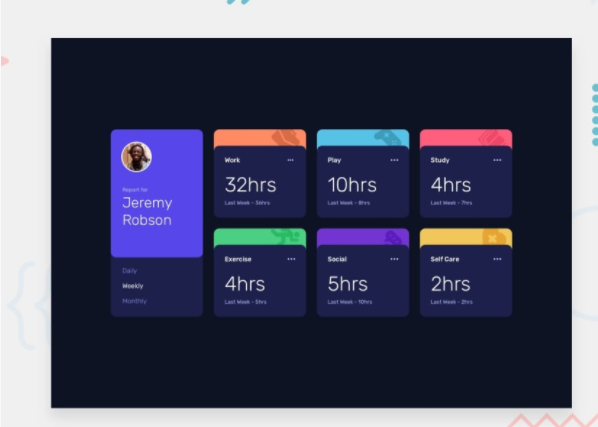 Report for
Jeremy
Robson
Daily
Weekly
Monthly
Work
32hrs
Last Week - 36hrs
Play
10hrs
Last Week - 8hrs
Study
4hrs
Last Week - 7hrs
Exercise
4hrs
Last Week - 5hrs
Social
5hrs
Last Week - 10hrs
Self Care
2hrs
Last Week - 2hrs